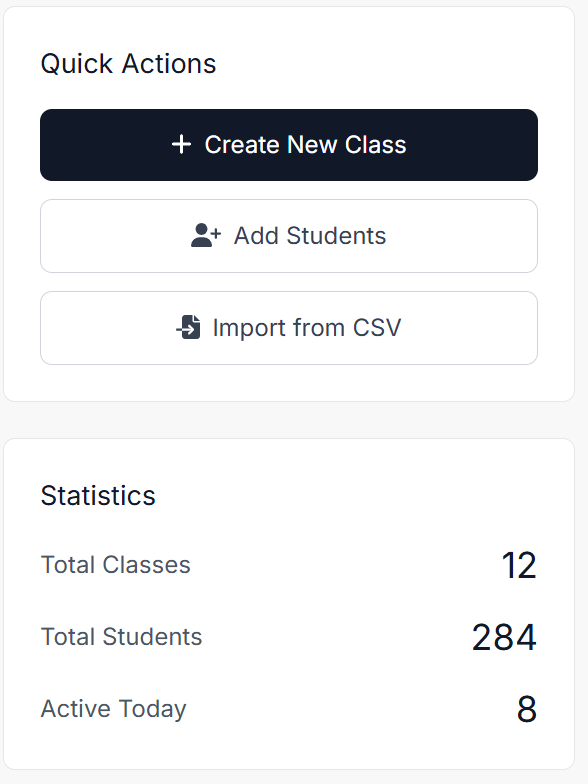 Quick Actions
Create New Class
Add Students
Import from CSV
Statistics
Total Classes 12
Total Students 284
Active Today 8